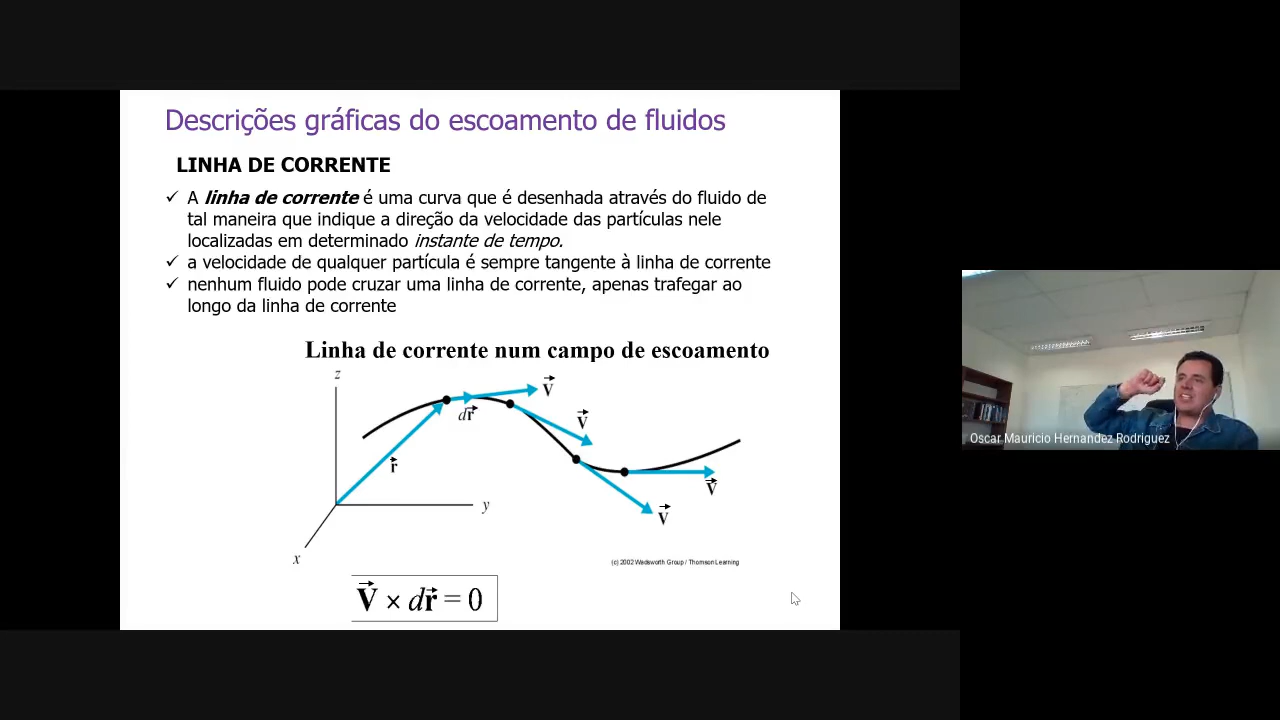 Descrições gráficas do escoamento de fluidos
LINHA DE CORRENTE
✓ A linha de corrente é uma curva que é desenhada através do fluido de
tal maneira que indique a direção da velocidade das partículas nele
localizadas em determinado instante de tempo.
✓ a velocidade de qualquer partícula é sempre tangente à linha de corrente
✓ nenhum fluido pode cruzar uma linha de corrente, apenas trafegar ao
longo da linha de corrente
Linha de corrente num campo de escoamento
z
V⃗
dr⃗
V⃗
r⃗
V⃗
y
V⃗
x
(c) 2002 Wadsworth Group / Thomson Learning
V⃗ × dr⃗ = 0
Oscar Mauricio Hernandez Rodriguez